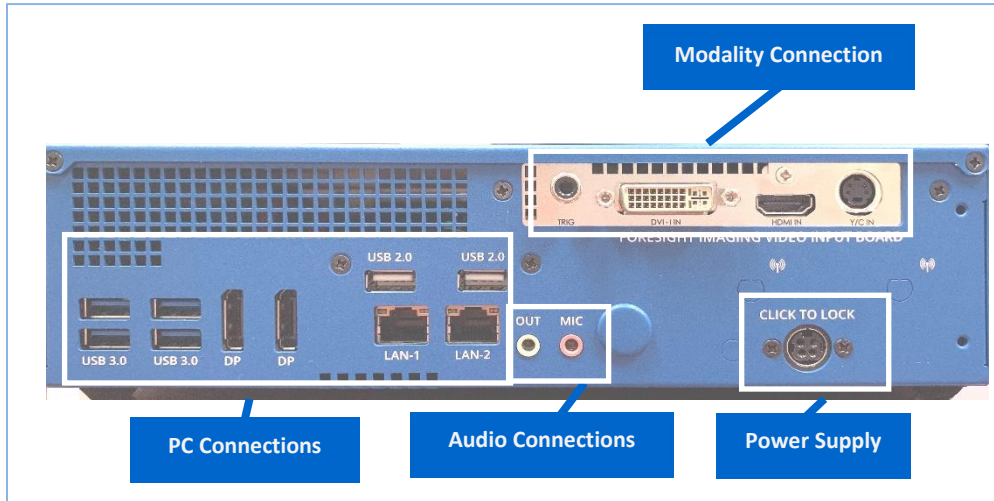 Modality Connection
TRIG
DVI-I IN
HDMI IN
Y/C IN
FORESIGHT IMAGING VIDEO INPUT BOARD
USB 2.0
USB 2.0
CLICK TO LOCK
OUT
MIC
USB 3.0
USB 3.0
DP
DP
LAN-1
LAN-2
PC Connections
Audio Connections
Power Supply